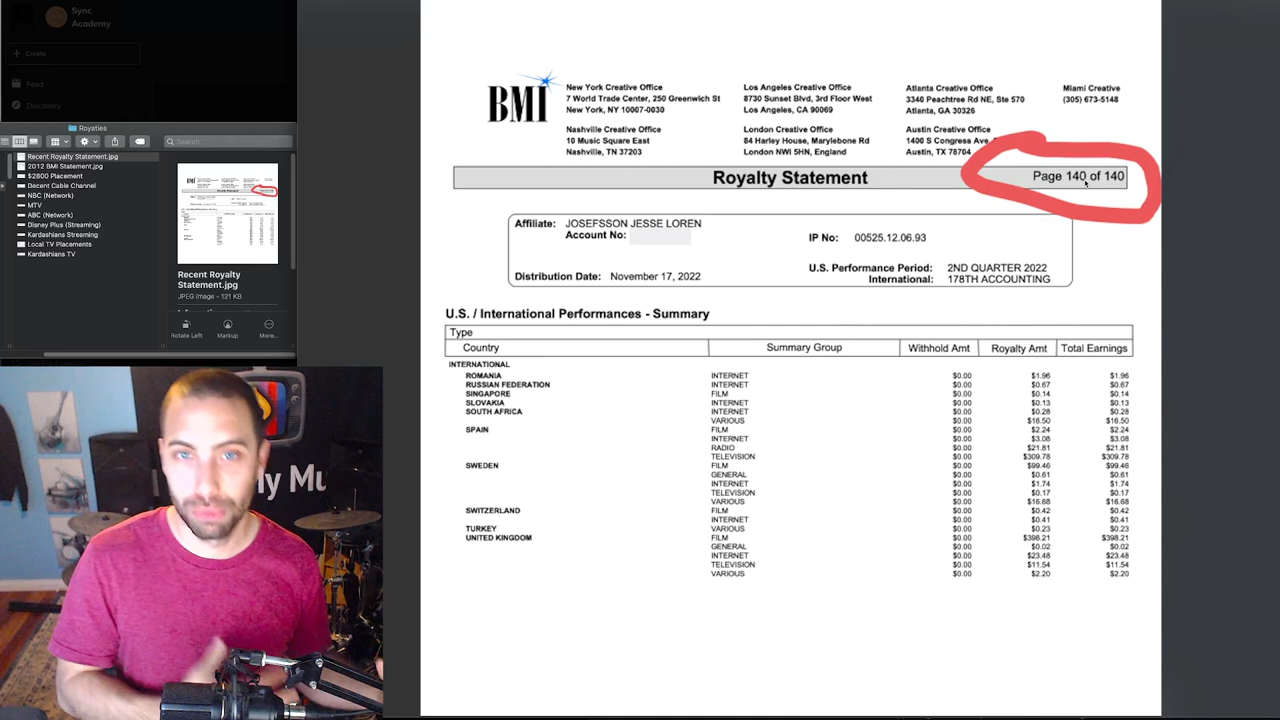 Sync
Academy
Create
Feed
Discovery
Royaties
Search
Recent Royalty Statement.jpg
2012 BMI Statement.jpg
$2800 Placement
Decent Cable Channel
NBC (Network)
MTV
ABC (Network)
Disney Plus (Streaming)
Kardashians Streaming
Local TV Placements
Kardashians TV
Recent Royalty
Statement.jpg
JPEG image - 121 KB
Rotate Left Markup More...
ly Mu
BMI
New York Creative Office
7 World Trade Center, 250 Greenwich St
New York, NY 10007-0030
Los Angeles Creative Office
8730 Sunset Blvd, 3rd Floor West
Los Angeles, CA 90069
Atlanta Creative Office
3340 Peachtree Rd NE, Ste 570
Atlanta, GA 30326
Miami Creative
(305) 673-5148
Nashville Creative Office
10 Music Square East
Nashville, TN 37203
London Creative Office
84 Harley House, Marylebone Rd
London NWI 5HN, England
Austin Creative Office
1400 S Congress Ave,
Austin, TX 78704
Royalty Statement
Page 140 of 140
Affiliate: JOSEFSSON JESSE LOREN
Account No:
IP No: 00525.12.06.93
Distribution Date: November 17, 2022
U.S. Performance Period: 2ND QUARTER 2022
International: 178TH ACCOUNTING
U.S. / International Performances - Summary
Type
Country Summary Group Withhold Amt Royalty Amt Total Earnings
INTERNATIONAL
ROMANIA INTERNET $0.00 $1.96 $1.96
RUSSIAN FEDERATION INTERNET $0.00 $0.67 $0.67
SINGAPORE FILM $0.00 $0.14 $0.14
SLOVAKIA INTERNET $0.00 $0.13 $0.13
SOUTH AFRICA INTERNET $0.00 $0.28 $0.28
VARIOUS $0.00 $16.50 $16.50
SPAIN FILM $0.00 $2.24 $2.24
INTERNET $0.00 $3.08 $3.08
RADIO $0.00 $21.81 $21.81
TELEVISION $0.00 $309.78 $309.78
SWEDEN FILM $0.00 $99.46 $99.46
GENERAL $0.00 $0.61 $0.61
INTERNET $0.00 $1.74 $1.74
TELEVISION $0.00 $0.17 $0.17
VARIOUS $0.00 $16.68 $16.68
SWITZERLAND FILM $0.00 $0.42 $0.42
INTERNET $0.00 $0.41 $0.41
TURKEY VARIOUS $0.00 $0.23 $0.23
UNITED KINGDOM FILM $0.00 $398.21 $398.21
GENERAL $0.00 $0.02 $0.02
INTERNET $0.00 $23.48 $23.48
TELEVISION $0.00 $11.54 $11.54
VARIOUS $0.00 $2.20 $2.20